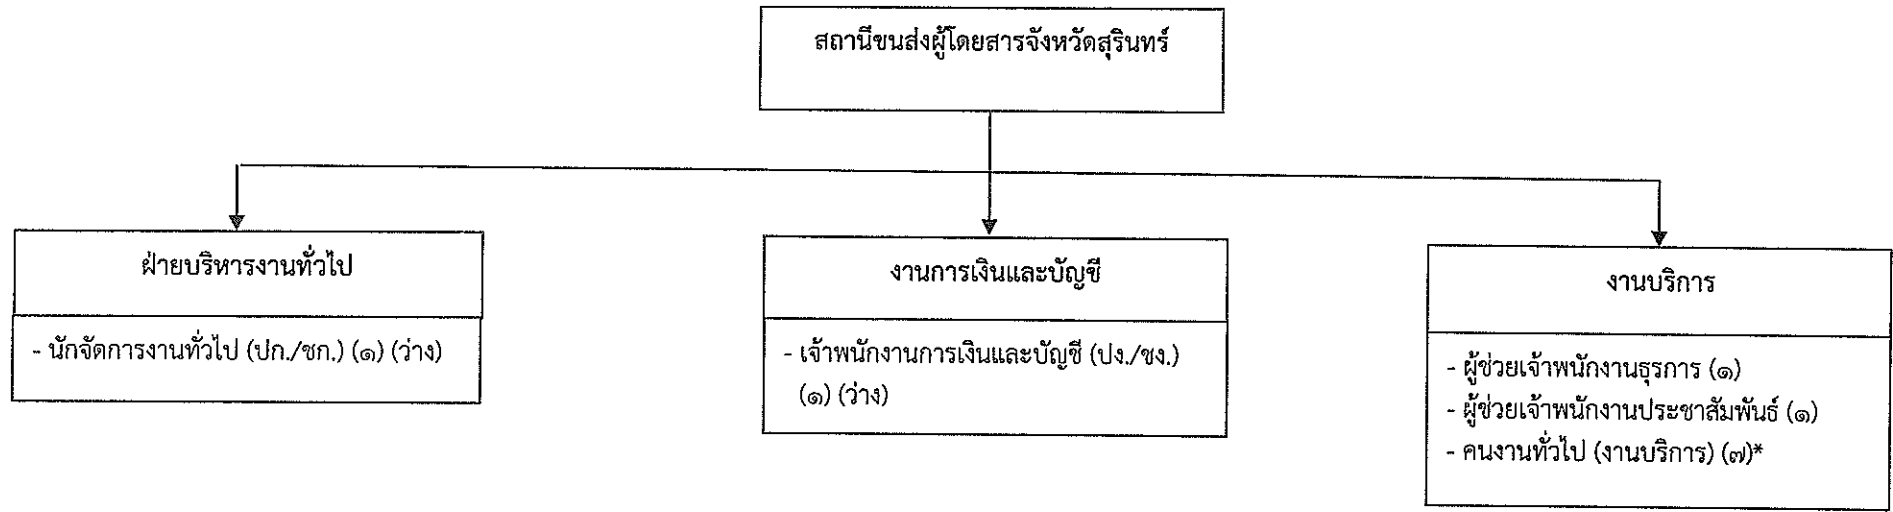 สถานีขนส่งผู้โดยสารจังหวัดสุรินทร์
ฝ่ายบริหารงานทั่วไป
- นักจัดการงานทั่วไป (ปก./ชก.) (๑) (ว่าง)
งานการเงินและบัญชี
- เจ้าพนักงานการเงินและบัญชี (ปง./ชง.)
(๑) (ว่าง)
งานบริการ
- ผู้ช่วยเจ้าพนักงานธุรการ (๑)
- ผู้ช่วยเจ้าพนักงานประชาสัมพันธ์ (๑)
- คนงานทั่วไป (งานบริการ) (๗)*